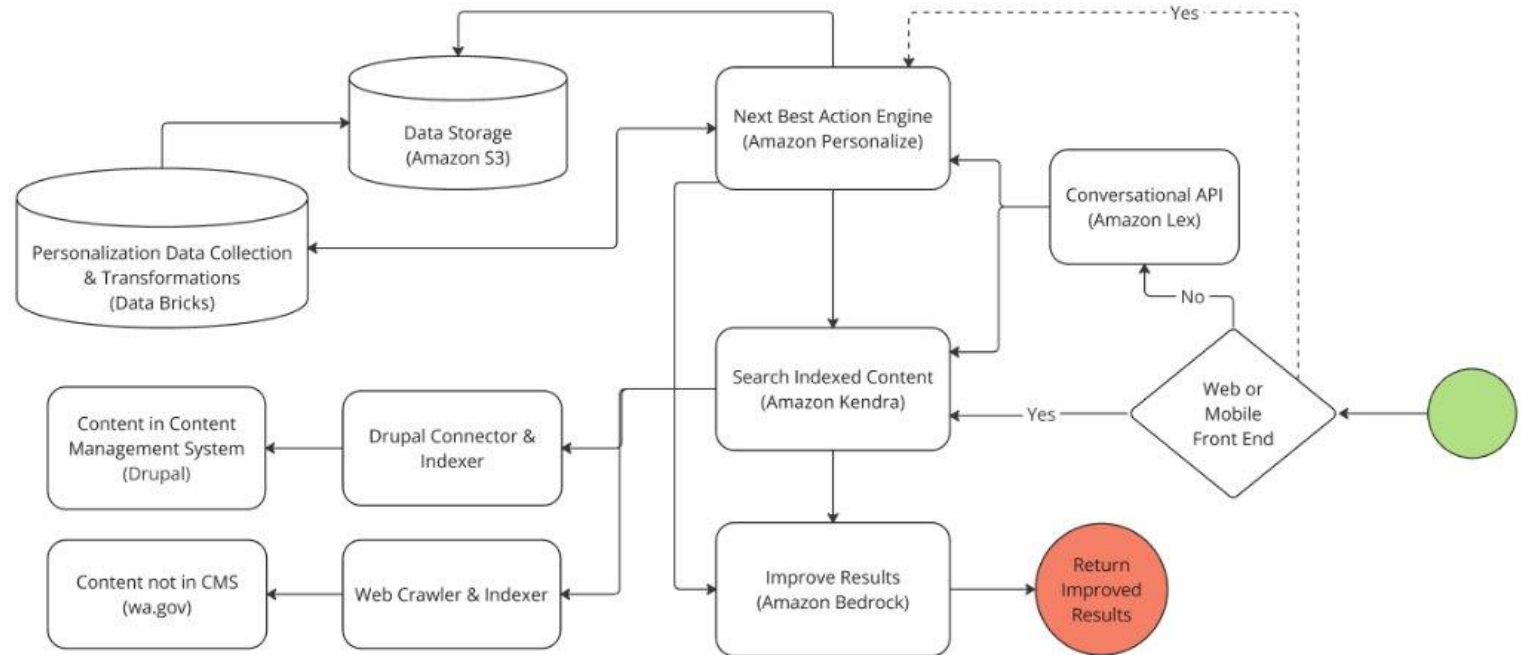 Yes
Next Best Action Engine
(Amazon Personalize)
Data Storage
(Amazon S3)
Conversational API
(Amazon Lex)
Personalization Data Collection
& Transformations
(Data Bricks)
No
Search Indexed Content
(Amazon Kendra)
Yes
Web or
Mobile
Front End
Content in Content
Management System
(Drupal)
Drupal Connector &
Indexer
Content not in CMS
(wa.gov)
Web Crawler & Indexer
Improve Results
(Amazon Bedrock)
Return
Improved
Results